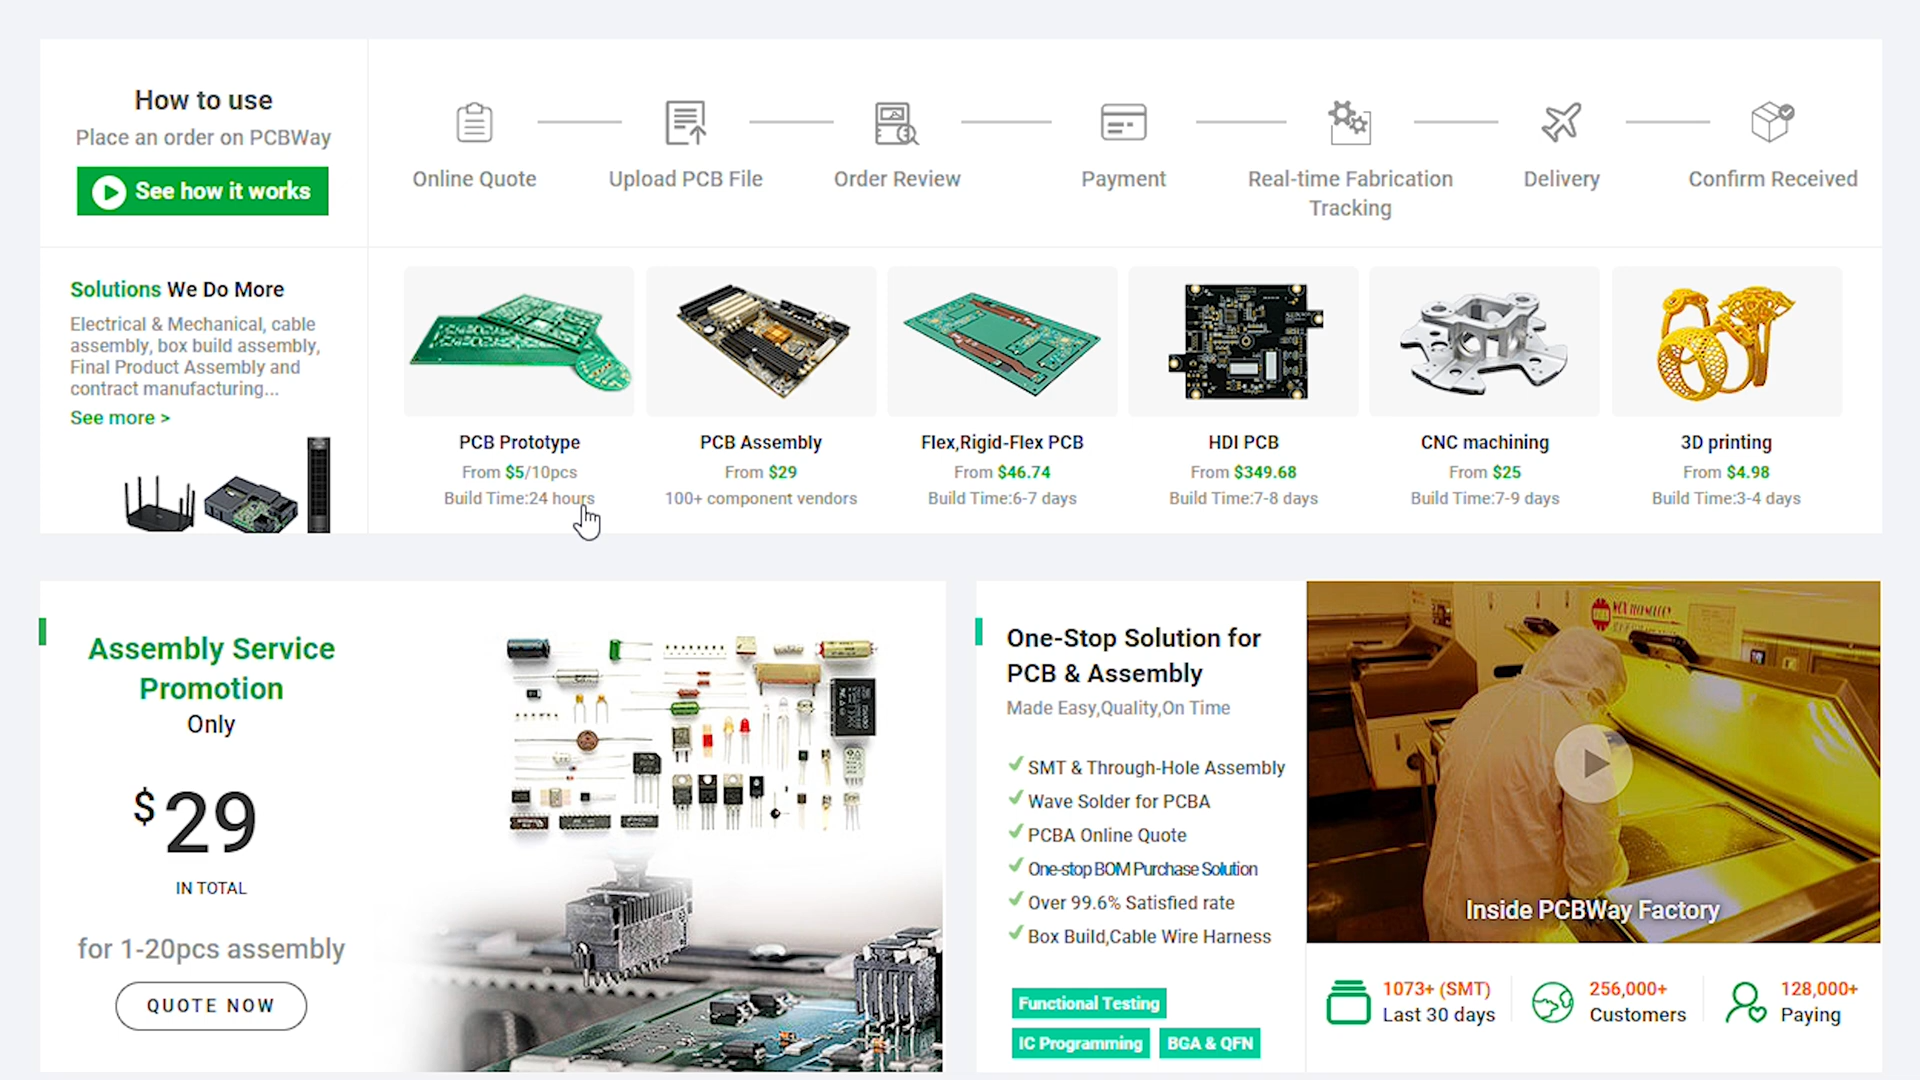 How to use
Place an order on PCBWay
See how it works
Online Quote
Upload PCB File
Order Review
Payment
Real-time Fabrication
Tracking
Delivery
Confirm Received
Solutions We Do More
Electrical & Mechanical, cable
assembly, box build assembly,
Final Product Assembly and
contract manufacturing...
See more >
PCB Prototype
From $5/10pcs
Build Time:24 hours
PCB Assembly
From $29
100+ component vendors
Flex,Rigid-Flex PCB
From $46.74
Build Time:6-7 days
HDI PCB
From $349.68
Build Time:7-8 days
CNC machining
From $25
Build Time:7-9 days
3D printing
From $4.98
Build Time:3-4 days
Assembly Service
Promotion
Only
$29
IN TOTAL
for 1-20pcs assembly
QUOTE NOW
One-Stop Solution for
PCB & Assembly
Made Easy,Quality,On Time
SMT & Through-Hole Assembly
Wave Solder for PCBA
PCBA Online Quote
One-stop BOM Purchase Solution
Over 99.6% Satisfied rate
Box Build,Cable Wire Harness
Functional Testing
IC Programming
BGA & QFN
Inside PCBWay Factory
1073+ (SMT)
Last 30 days
256,000+
Customers
128,000+
Paying